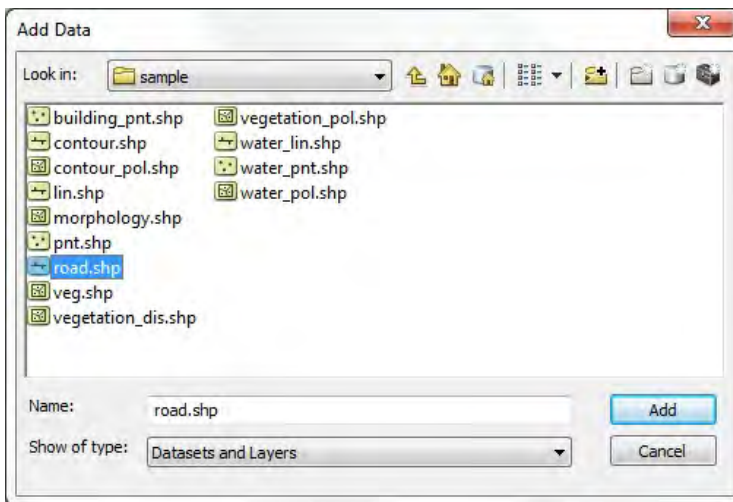 Add Data
Look in: sample
building_pnt.shp
contour.shp
contour_pol.shp
lin.shp
morphology.shp
pnt.shp
road.shp
veg.shp
vegetation_dis.shp
vegetation_pol.shp
water_lin.shp
water_pnt.shp
water_pol.shp
Name: road.shp
Add
Show of type: Datasets and Layers
Cancel